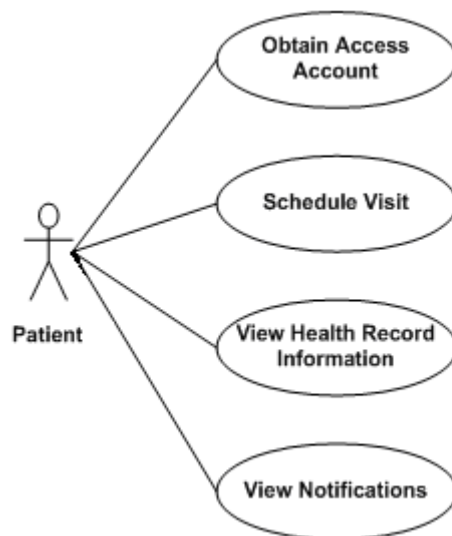 Obtain Access
Account
Schedule Visit
Patient
View Health Record
Information
View Notifications